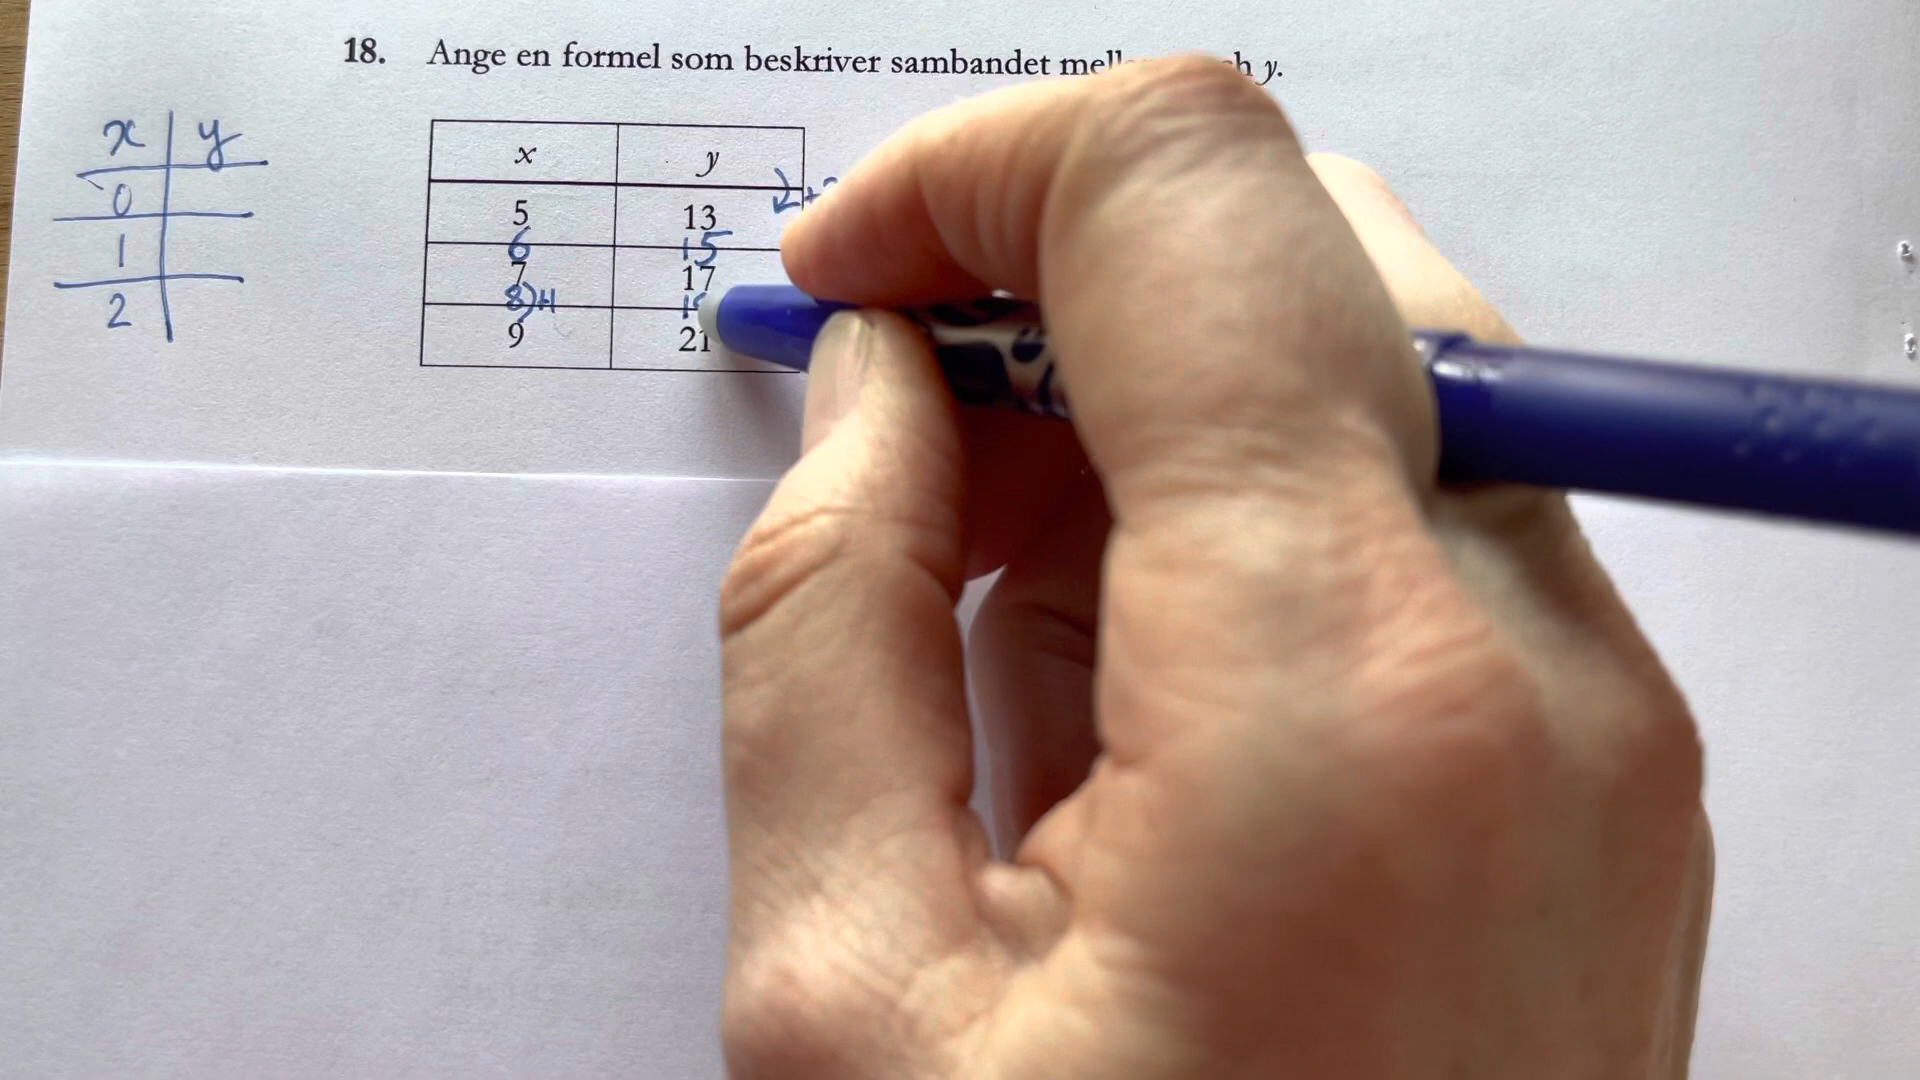 18. Ange en formel som beskriver sambandet y.
x y
0
1
2
x y
5 13
6 15
7 17
8 +1
9 21